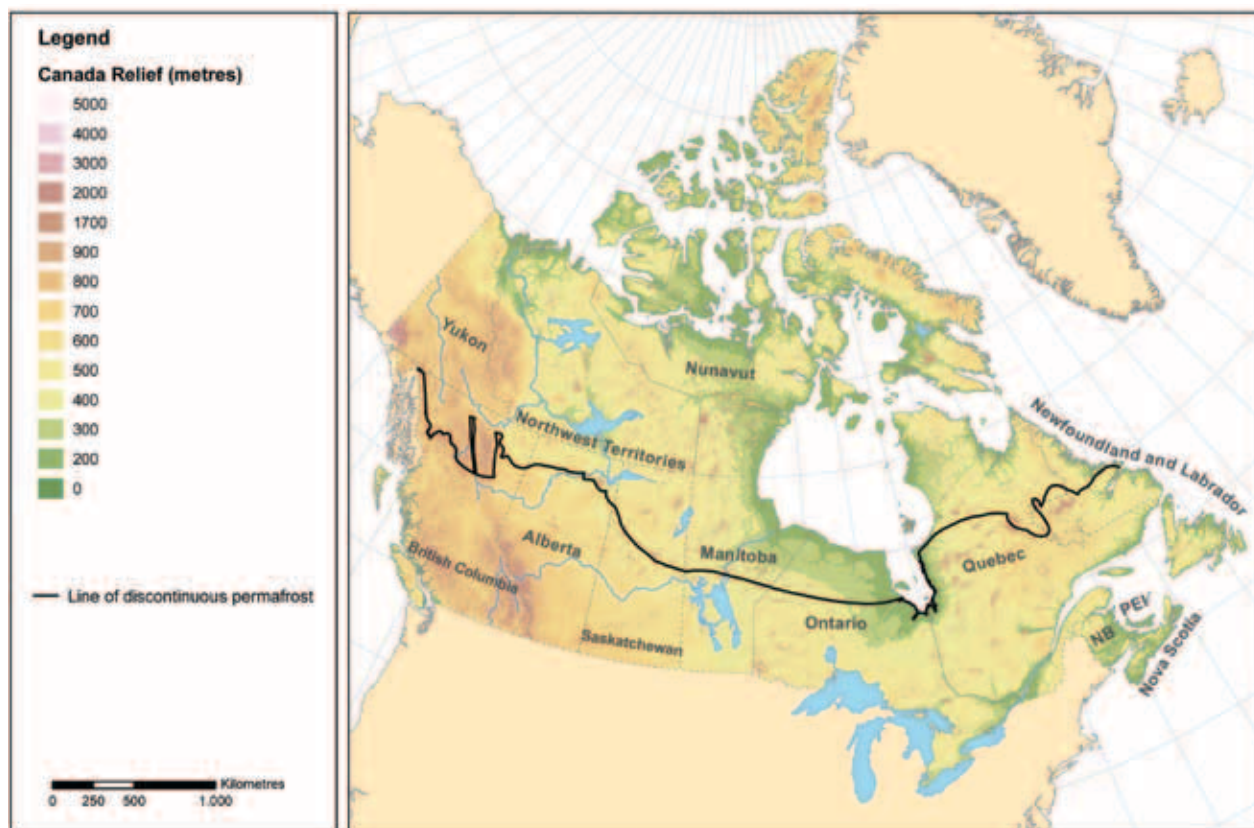 Legend
Canada Relief (metres)
5000
4000
3000
2000
1700
900
800
700
600
500
400
300
200
0
Line of discontinuous permafrost
Kilometres
0 250 500 1.000
Yukon
Nunavut
Northwest Territories
Newfoundland and Labrador
British Columbia
Alberta
Saskatchewan
Manitoba
Ontario
Quebec
PEI
NB
Nova Scotia